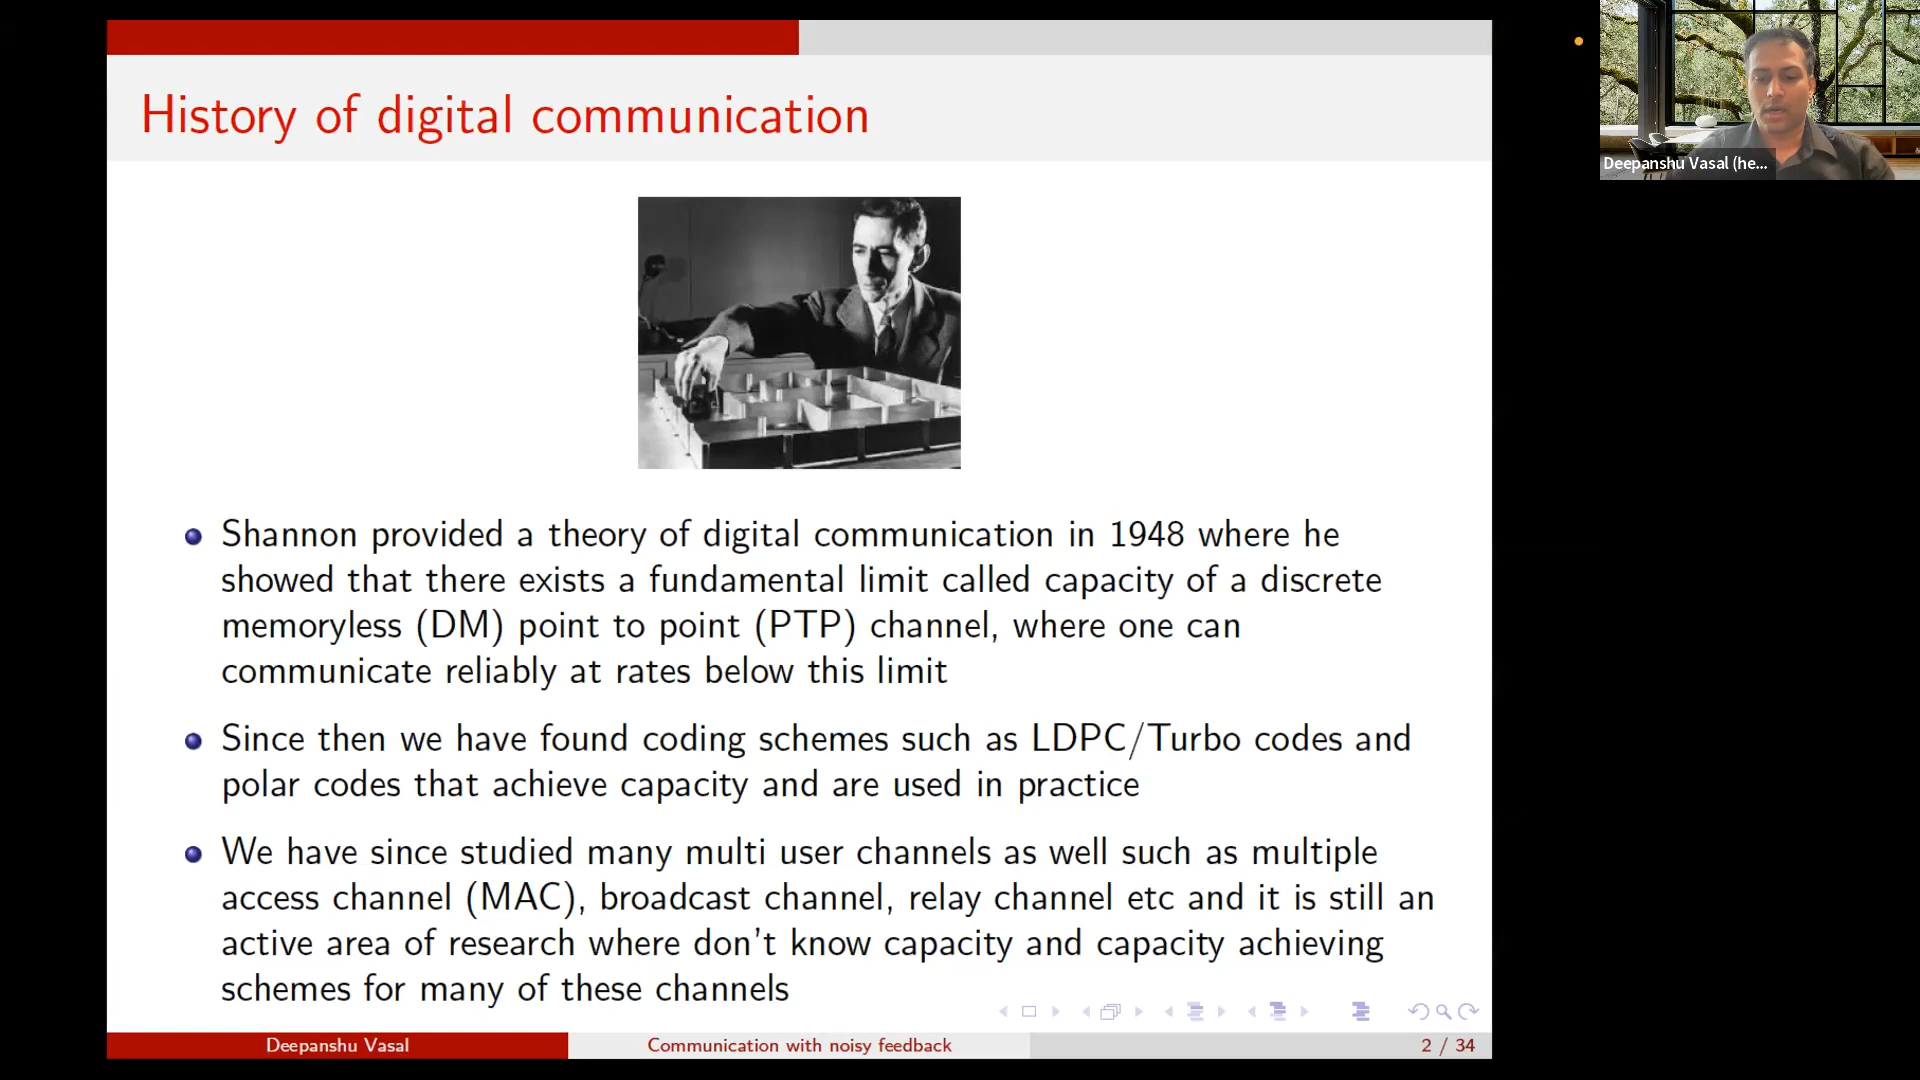 History of digital communication
Deepanshu Vasal (he...
Shannon provided a theory of digital communication in 1948 where he
showed that there exists a fundamental limit called capacity of a discrete
memoryless (DM) point to point (PTP) channel, where one can
communicate reliably at rates below this limit
Since then we have found coding schemes such as LDPC/Turbo codes and
polar codes that achieve capacity and are used in practice
We have since studied many multi user channels as well such as multiple
access channel (MAC), broadcast channel, relay channel etc and it is still an
active area of research where don't know capacity and capacity achieving
schemes for many of these channels
Deepanshu Vasal
Communication with noisy feedback
2 / 34